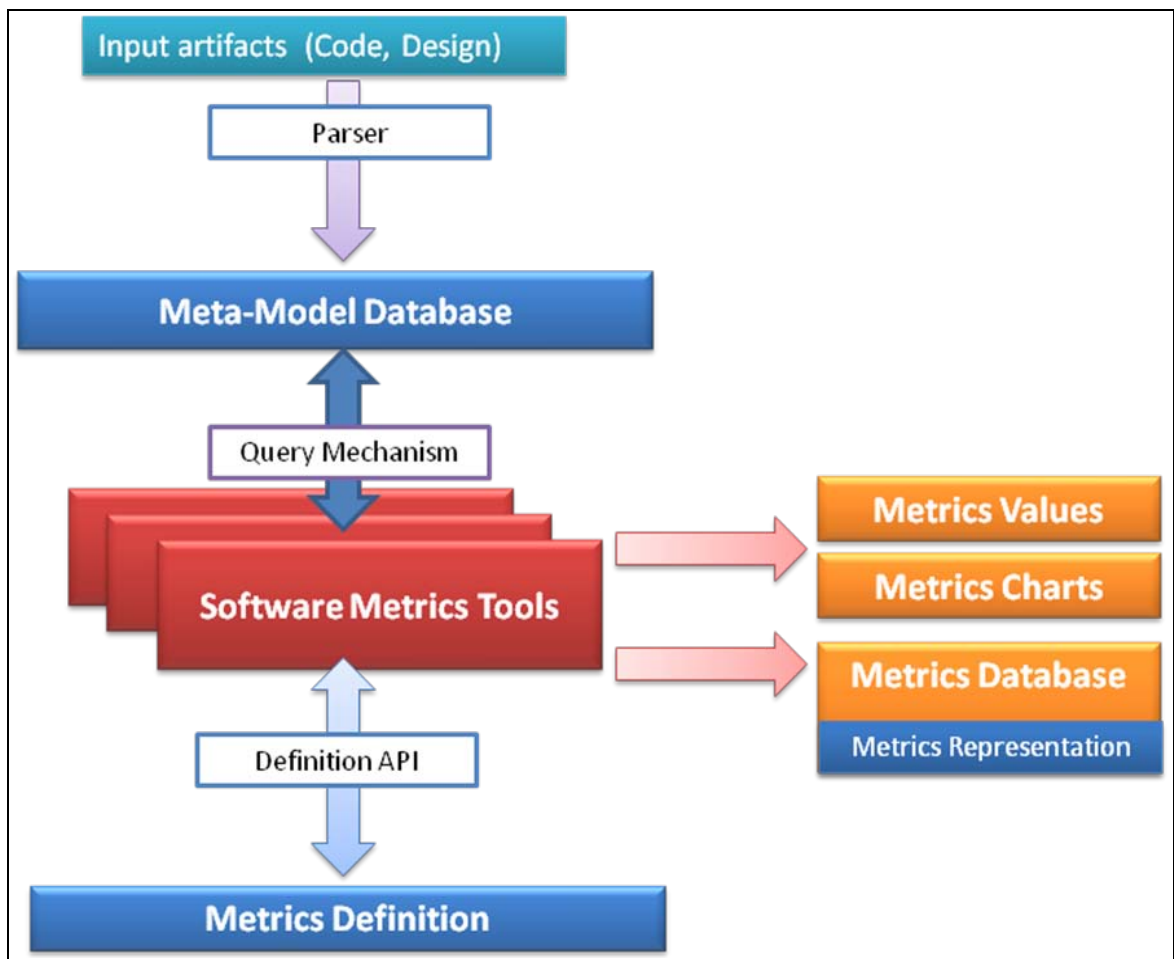 Input artifacts (Code, Design)
Parser
Meta-Model Database
Query Mechanism
Software Metrics Tools
Metrics Values
Metrics Charts
Metrics Database
Metrics Representation
Definition API
Metrics Definition